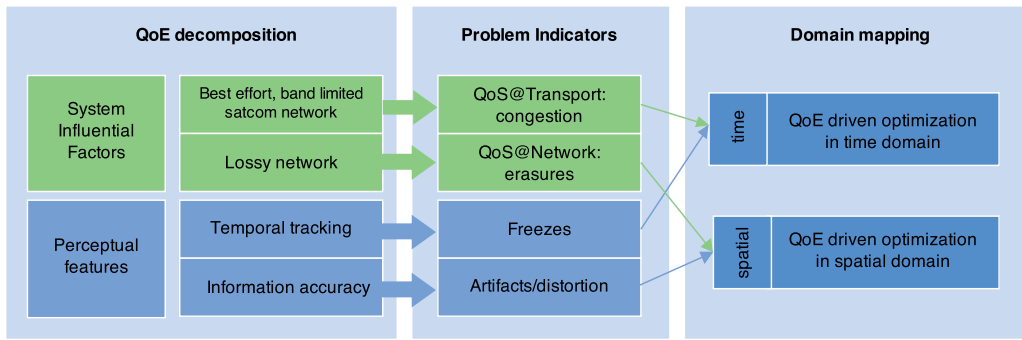 QoE decomposition
System
Influential
Factors
Best effort, band limited
satcom network
Lossy network
Perceptual
features
Temporal tracking
Information accuracy
Problem Indicators
QoS@Transport:
congestion
QoS@Network:
erasures
Freezes
Artifacts/distortion
Domain mapping
time
QoE driven optimization
in time domain
spatial
QoE driven optimization
in spatial domain